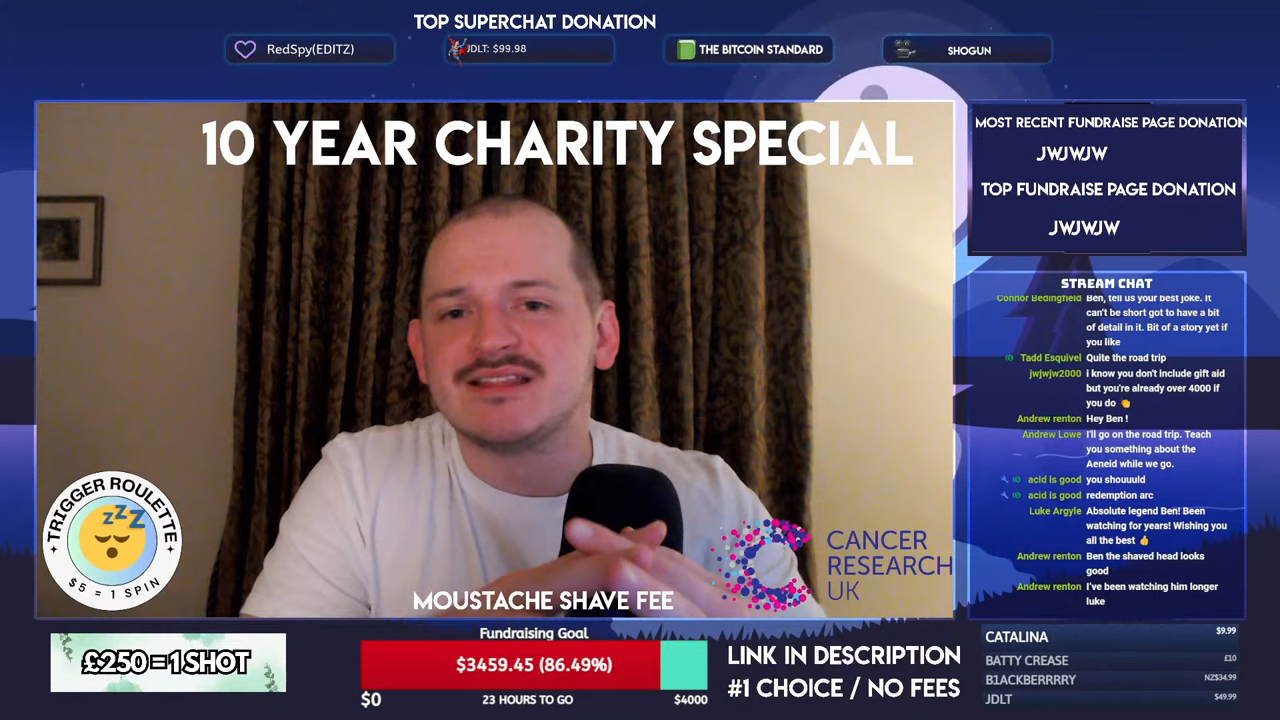 TOP SUPERCHAT DONATION
RedSpy(EDITZ)
JDLT: $99.98
THE BITCOIN STANDARD
SHOGUN
10 YEAR CHARITY SPECIAL
MOST RECENT FUNDRAISE PAGE DONATION
JWJWJW
TOP FUNDRAISE PAGE DONATION
JWJWJW
STREAM CHAT
Connor Bedingfield Ben, tell us your best joke. It
can't be short got to have a bit
of detail in it. Bit of a story yet if
you like
Tadd Esquivel Quite the road trip
jwjwjw2000 i know you don't include gift aid
but you're already over 4000 if
you do 👏
Andrew renton Hey Ben !
Andrew Lowe I'll go on the road trip. Teach
you something about the
Aeneid while we go.
acid is good you shouuuld
acid is good redemption arc
Luke Argyle Absolute legend Ben! Been
watching for years! Wishing you
all the best 👍
Andrew renton Ben the shaved head looks
good
Andrew renton I've been watching him longer
luke
TRIGGER ROULETTE
zzZ
$5 = 1 SPIN
CANCER
RESEARCH
UK
MOUSTACHE SHAVE FEE
£250 = 1 SHOT
Fundraising Goal
$3459.45 (86.49%)
$0
23 HOURS TO GO
$4000
LINK IN DESCRIPTION
#1 CHOICE / NO FEES
CATALINA $9.99
BATTY CREASE £10
B1ACKBERRRRY NZ$34.99
JDLT $49.99